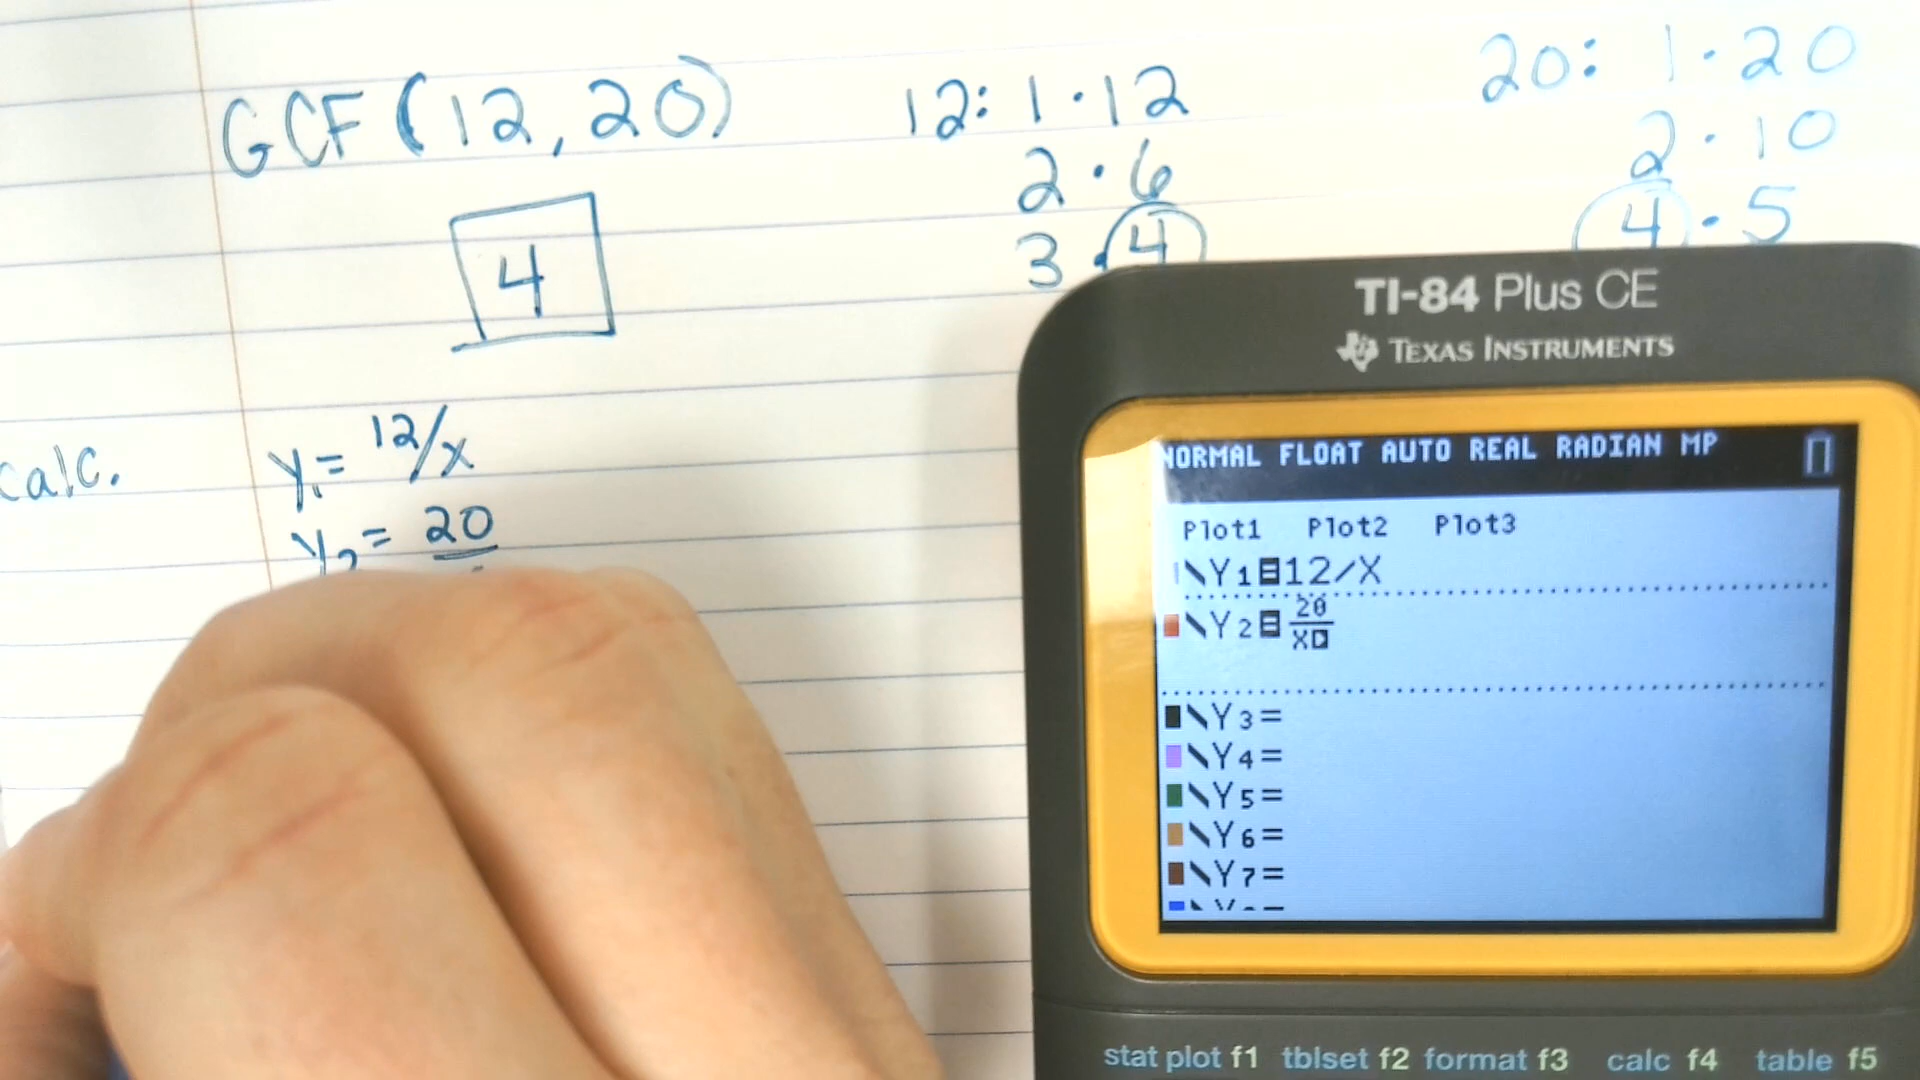 GCF (12, 20)
4
12: 1 · 12
2 · 6
3 · 4
20: 1 · 20
2 · 10
4 · 5
calc.
y₁ = 12/x
y₂ = 20
TI-84 Plus CE
TEXAS INSTRUMENTS
NORMAL FLOAT AUTO REAL RADIAN MP
Plot1 Plot2 Plot3
\Y1=12/X
\Y2=20/X
\Y3=
\Y4=
\Y5=
\Y6=
\Y7=
stat plot f1 tblset f2 format f3 calc f4 table f5